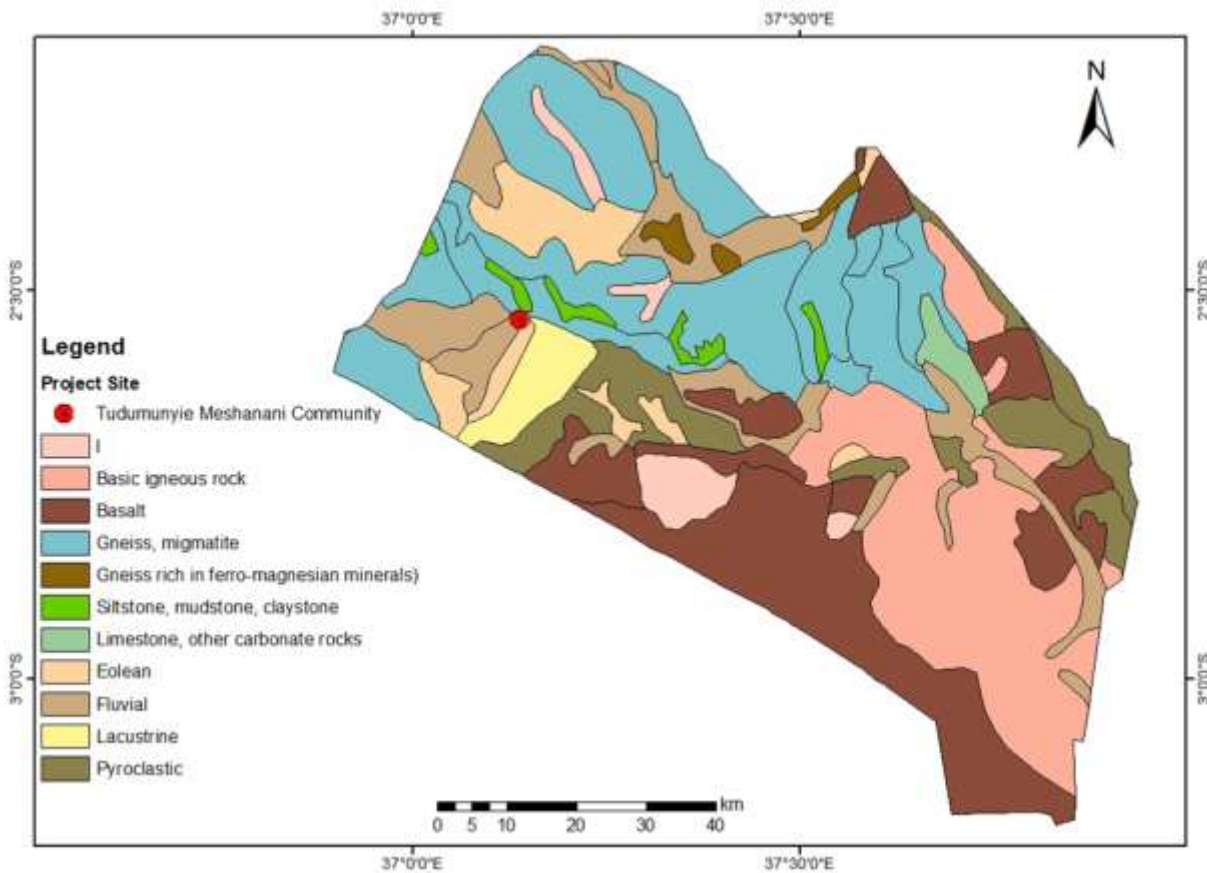 37°0'0"E 37°30'0"E
N
2°30'0"S 2°30'0"S
Legend
Project Site
Tudumunyie Meshanani Community
I
Basic igneous rock
Basalt
Gneiss, migmatite
Gneiss rich in ferro-magnesian minerals)
Siltstone, mudstone, claystone
Limestone, other carbonate rocks
Eolean
Fluvial
Lacustrine
Pyroclastic
3°0'0"S 3°0'0"S
km
0 5 10 20 30 40
37°0'0"E 37°30'0"E